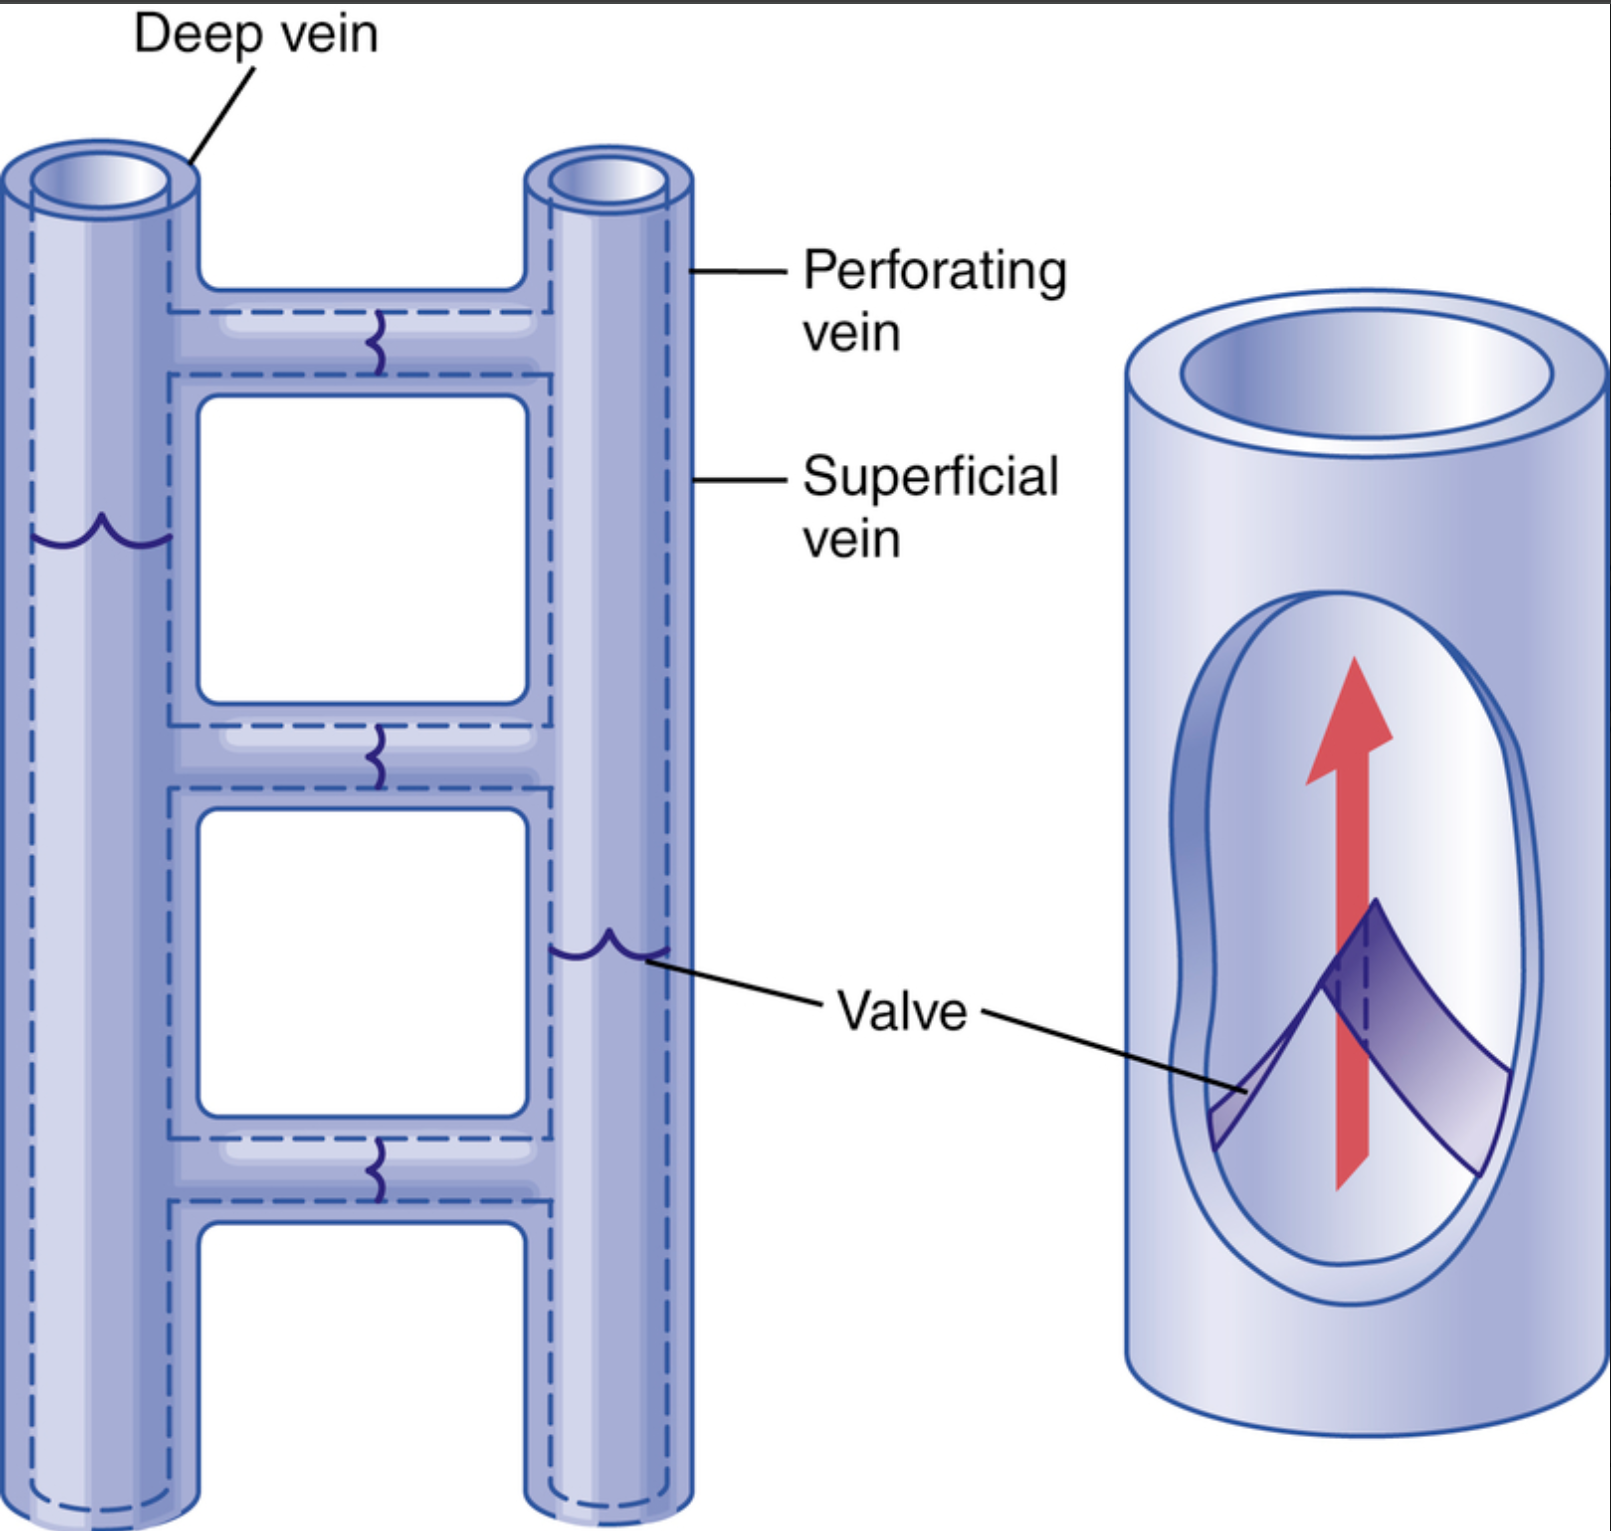 Deep vein
Perforating
vein
Superficial
vein
Valve